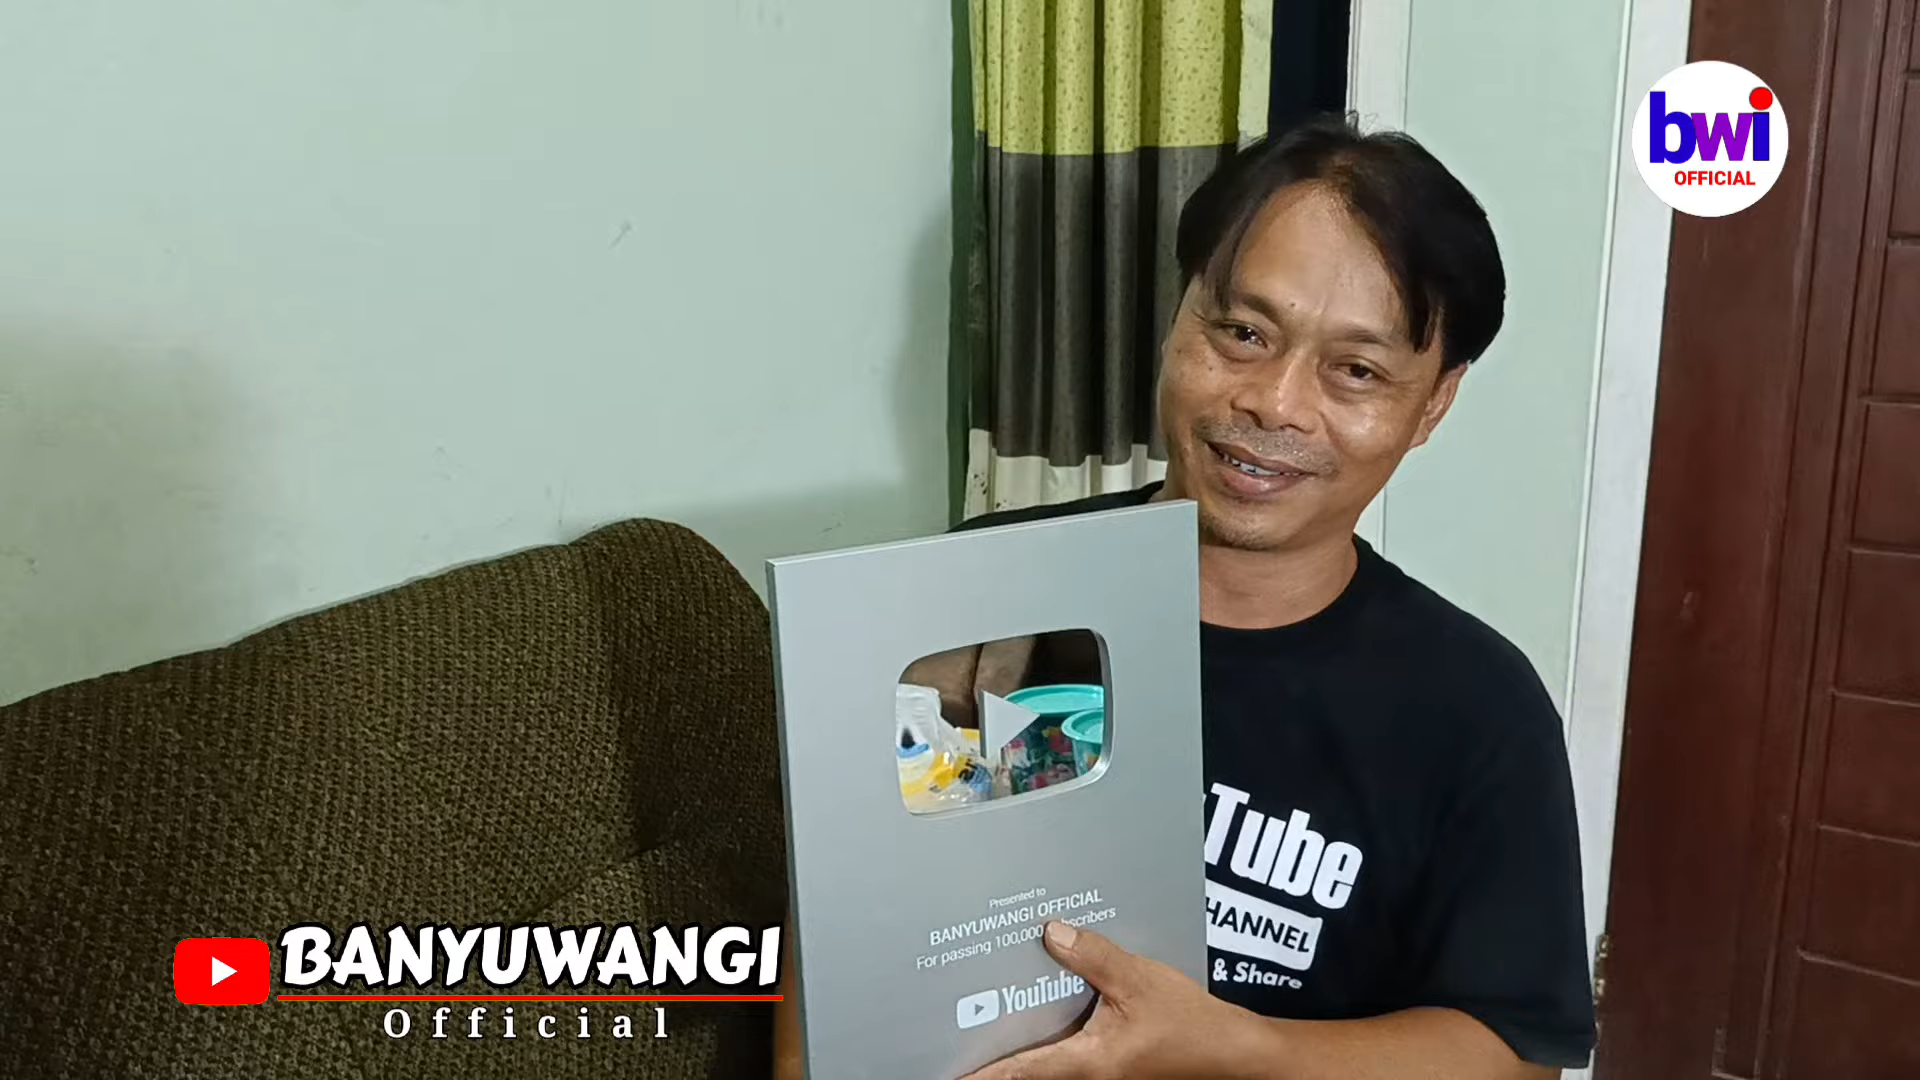 bwi
OFFICIAL
Presented to
BANYUWANGI OFFICIAL
For passing 100,000
YouTube
Tube
HANNEL
& Share
BANYUWANGI
Official